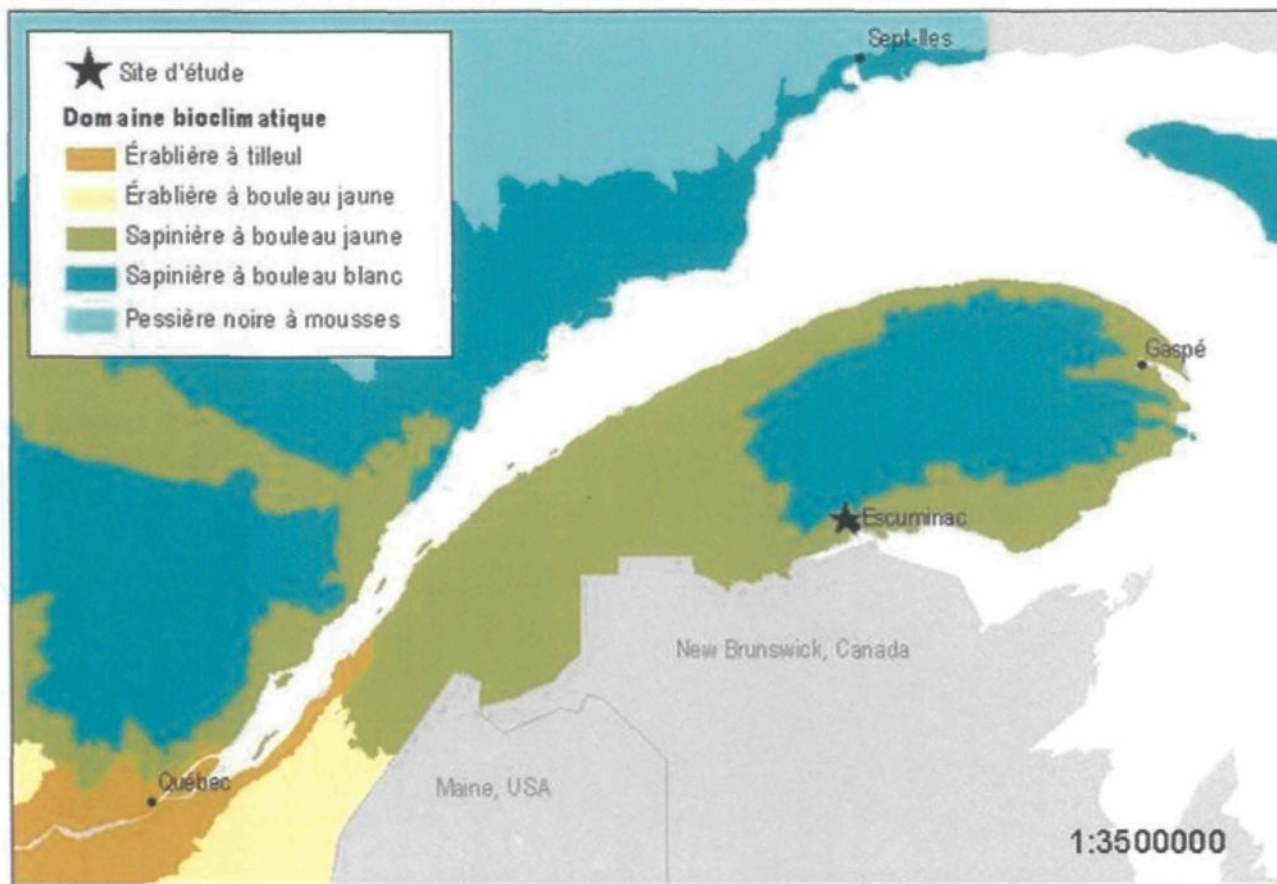 Site d'étude
Domaine bioclimatique
Érablière à tilleul
Érablière à bouleau jaune
Sapinière à bouleau jaune
Sapinière à bouleau blanc
Pessière noire à mousses
Sept-Iles
Gaspé
Escuminac
New Brunswick, Canada
Maine, USA
Québec
1:3500000